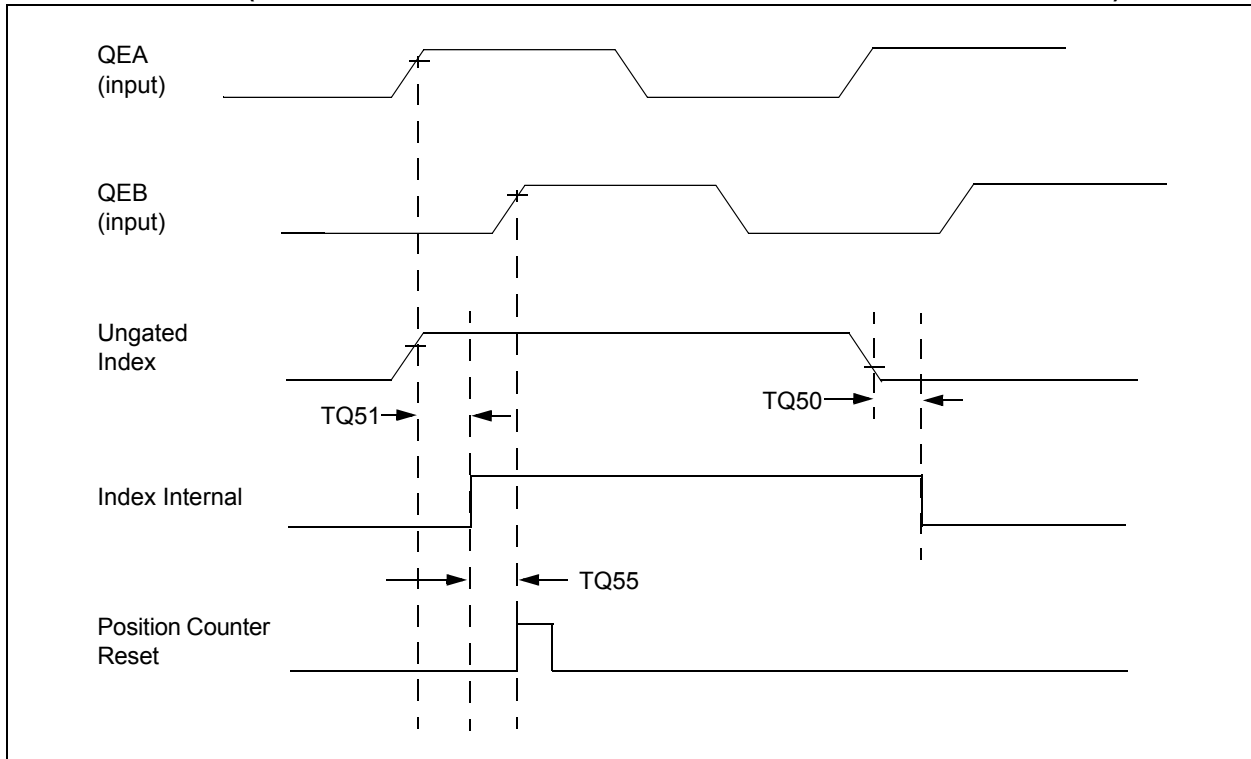 QEA
(input)
QEB
(input)
Ungated
Index
TQ51
TQ50
Index Internal
TQ55
Position Counter
Reset